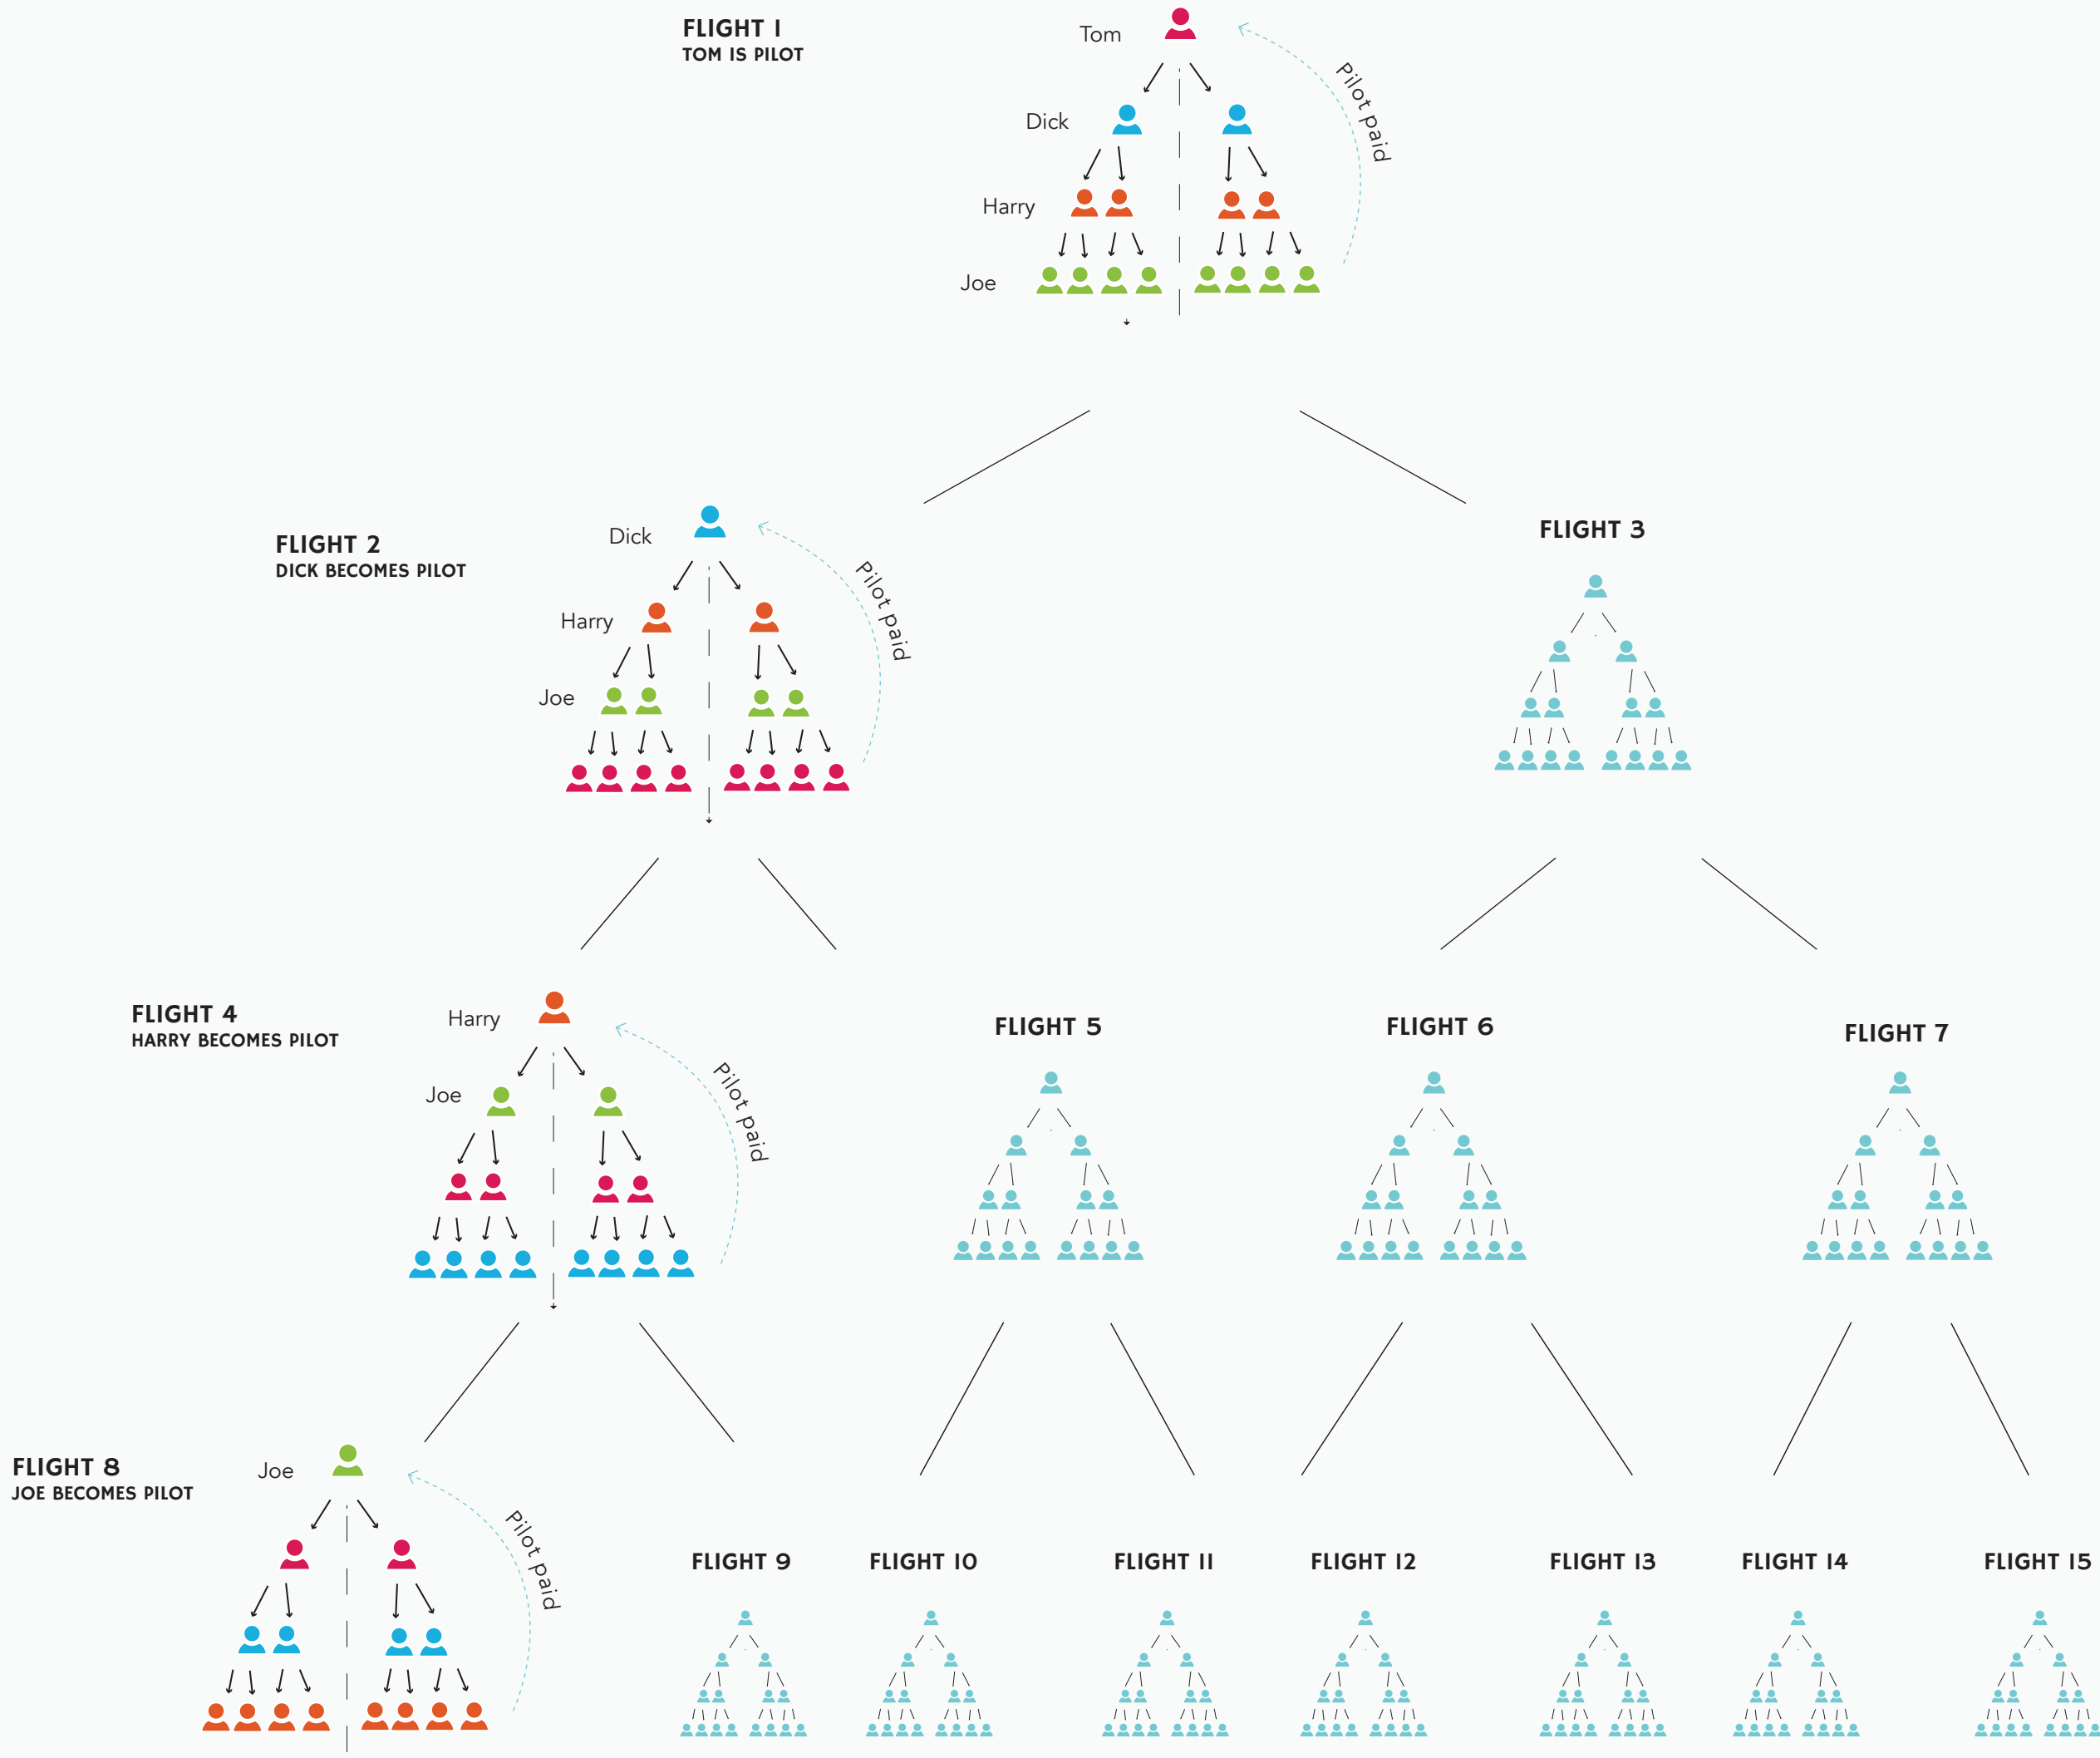 FLIGHT 1
TOM IS PILOT
Tom
Pilot paid
Dick
Harry
Joe
FLIGHT 2
DICK BECOMES PILOT
Dick
Pilot paid
Harry
Joe
FLIGHT 3
FLIGHT 4
HARRY BECOMES PILOT
Harry
Pilot paid
Joe
FLIGHT 5
FLIGHT 6
FLIGHT 7
FLIGHT 8
JOE BECOMES PILOT
Joe
Pilot paid
FLIGHT 9
FLIGHT 10
FLIGHT 11
FLIGHT 12
FLIGHT 13
FLIGHT 14
FLIGHT 15